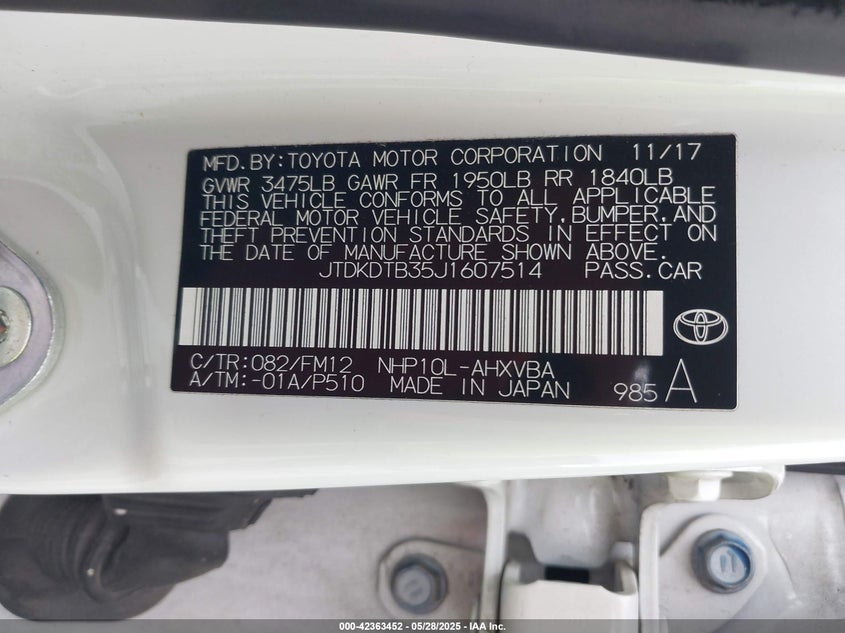 MFD.BY:TOYOTA MOTOR CORPORATION 11/17
GVWR 3475LB GAWR FR 1950LB RR 1840LB
THIS VEHICLE CONFORMS TO ALL APPLICABLE
FEDERAL MOTOR VEHICLE SAFETY,BUMPER,AND
THEFT PREVENTION STANDARDS IN EFFECT ON
THE DATE OF MANUFACTURE SHOWN ABOVE.
JTDKDTB35J1607514 PASS.CAR
C/TR:082/FM12 NHP10L-AHXVBA
A/TM:-01A/P510 MADE IN JAPAN 985 A
000-42363452 - 05/28/2025 - IAA Inc.